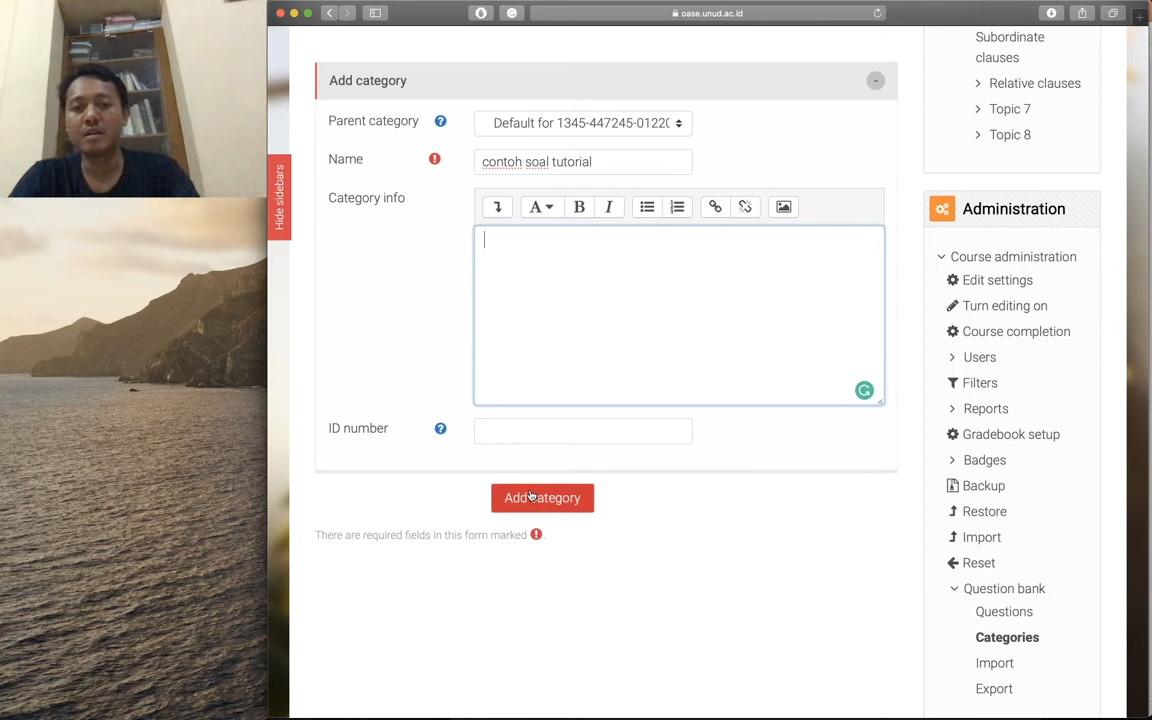 oase.unud.ac.id
Hide sidebars
Add category
-
Parent category
Default for 1345-447245-01220
Name
contoh soal tutorial
Category info
A
B
I
ID number
Add category
There are required fields in this form marked
Subordinate
clauses
Relative clauses
Topic 7
Topic 8
Administration
Course administration
Edit settings
Turn editing on
Course completion
Users
Filters
Reports
Gradebook setup
Badges
Backup
Restore
Import
Reset
Question bank
Questions
Categories
Import
Export